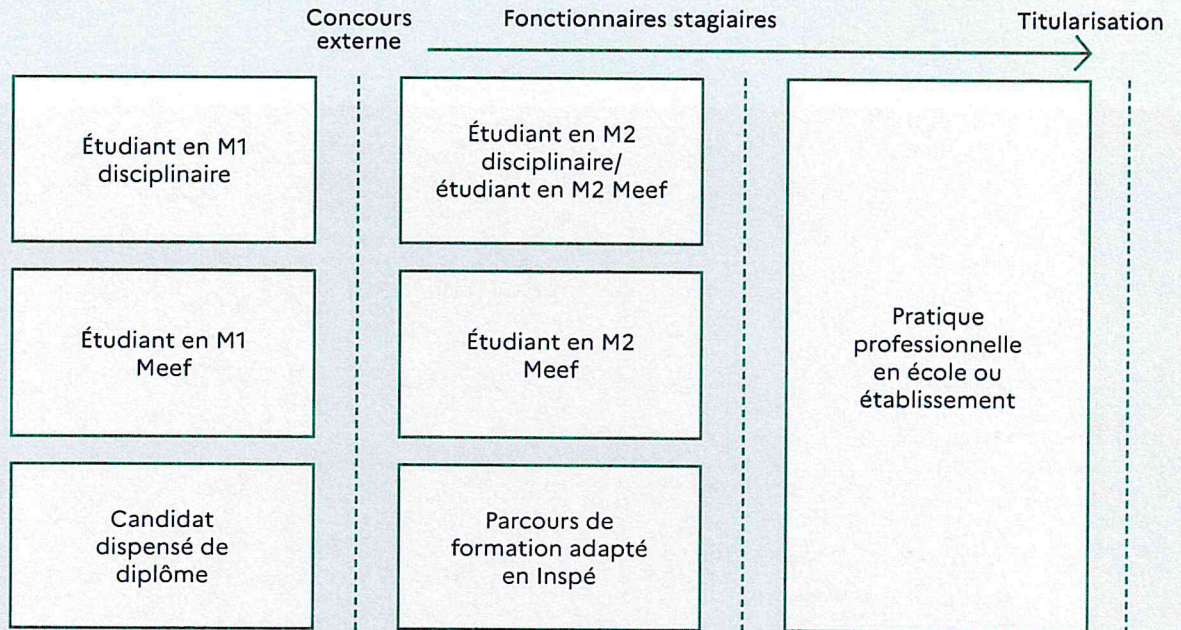 Concours
externe
Fonctionnaires stagiaires
Titularisation
Étudiant en M1
disciplinaire
Étudiant en M2
disciplinaire/
étudiant en M2 Meef
Étudiant en M1
Meef
Étudiant en M2
Meef
Pratique
professionnelle
en école ou
établissement
Candidat
dispensé de
diplôme
Parcours de
formation adapté
en Inspé